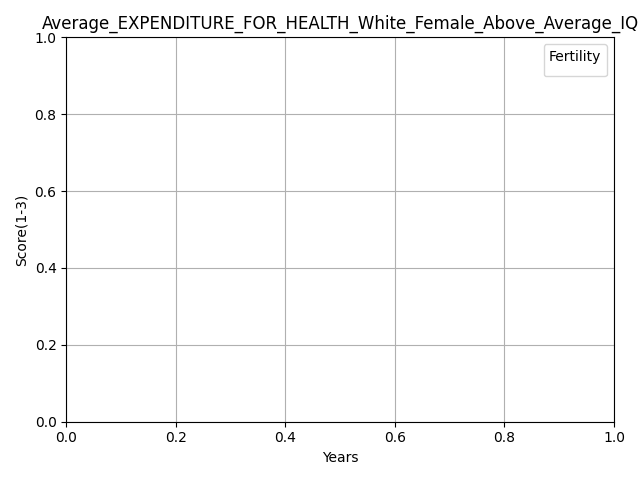 Average_EXPENDITURE_FOR_HEALTH_White_Female_Above_Average_IQ
Fertility
Score(1-3)
1.0
0.8
0.6
0.4
0.2
0.0
0.0 0.2 0.4 0.6 0.8 1.0
Years